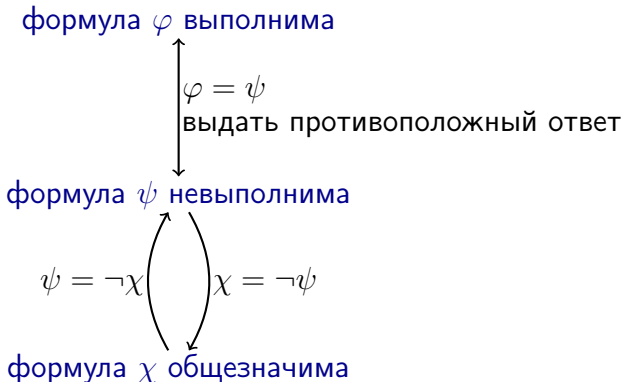 формула φ выполнима
φ = ψ
выдать противоположный ответ
формула ψ невыполнима
ψ = ¬χ
χ = ¬ψ
формула χ общезначима